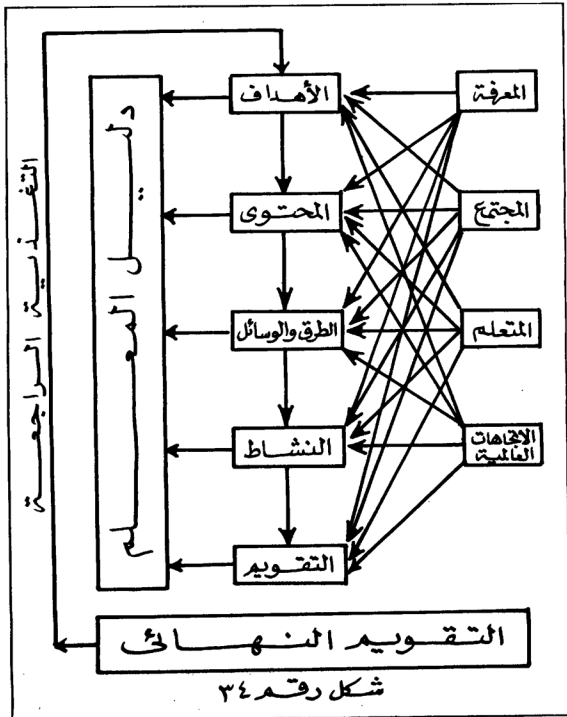 المعرفة
المجتمع
المتعلم
الاتجاهات
العالمية
الأهداف
المحتوى
الطرق والوسائل
النشاط
التقويم
دليل المعلم
التغذية الراجعة
التقويم النهائى
شكل رقم ٣٤